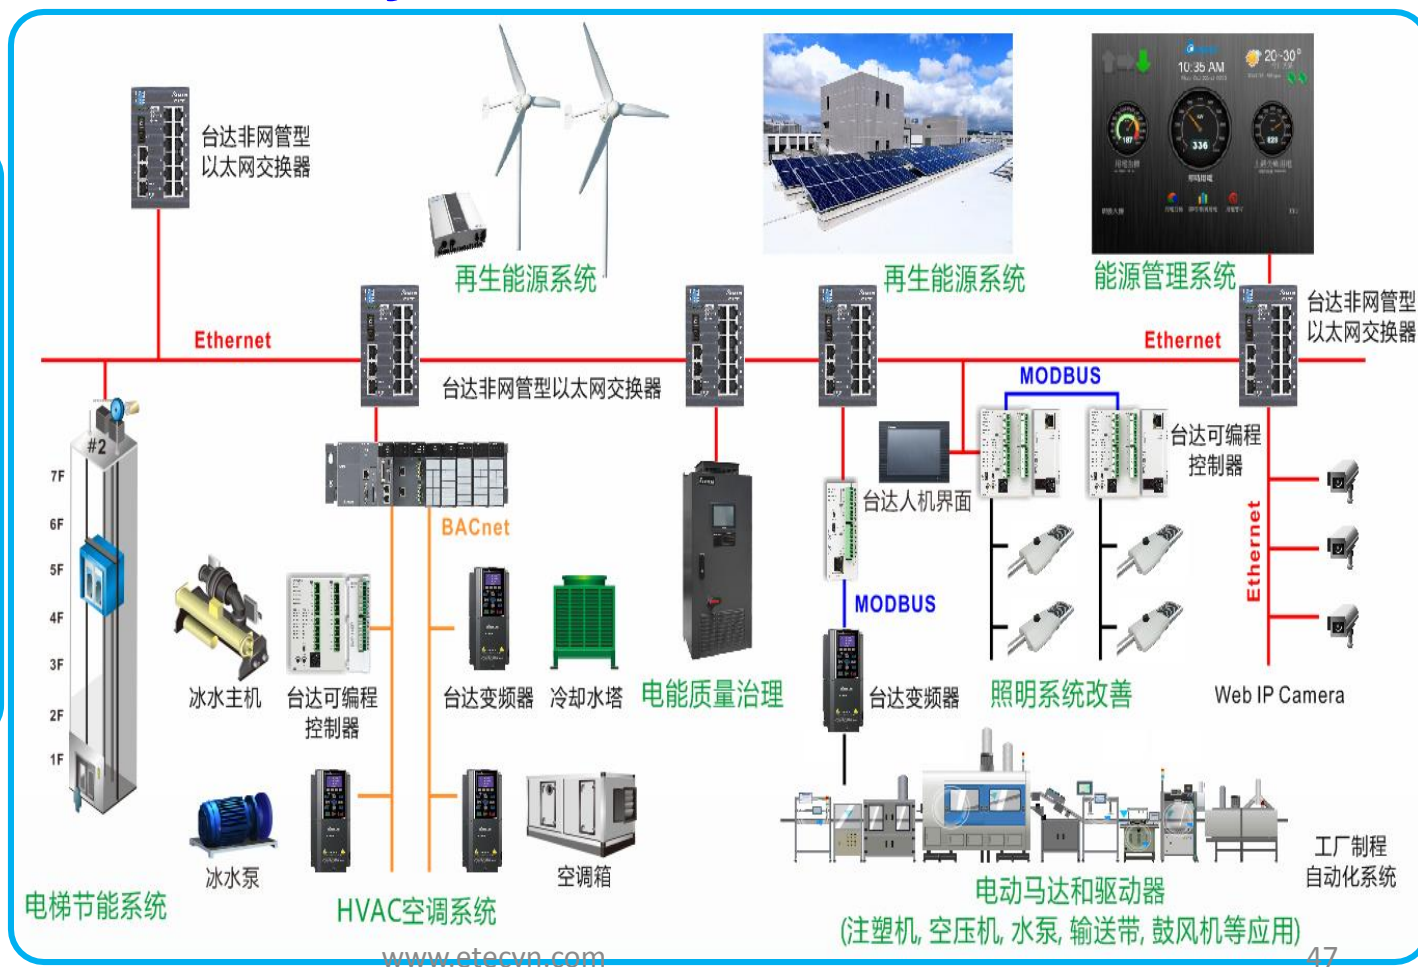 台达非网管型
以太网交换器
10:35 AM
20~30°
187
336
828
再生能源系统
再生能源系统
能源管理系统
台达非网管型
以太网交换器
Ethernet
Ethernet
台达非网管型以太网交换器
MODBUS
台达可编程
控制器
#2
7F
6F
5F
4F
3F
2F
1F
BACnet
台达人机界面
MODBUS
Ethernet
冰水主机
台达可编程
控制器
台达变频器
冷却水塔
电能质量治理
台达变频器
照明系统改善
Web IP Camera
冰水泵
空调箱
工厂制程
自动化系统
电梯节能系统
HVAC空调系统
电动马达和驱动器
(注塑机, 空压机, 水泵, 输送带, 鼓风机等应用)
www.etecvn.com
47